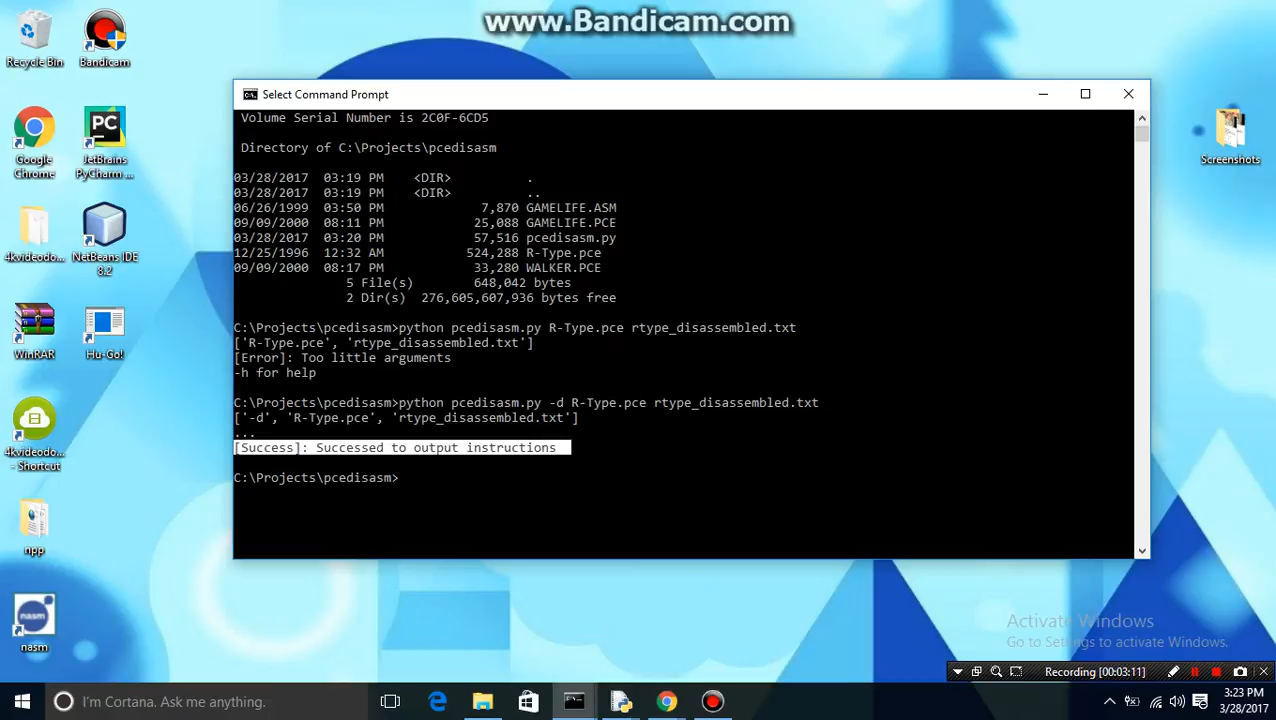 www.Bandicam.com
Recycle Bin
Bandicam
Google
Chrome
JetBrains
PyCharm ...
4kvideodo...
NetBeans IDE
8.2
WinRAR
Hu-Go!
4kvideodo...
- Shortcut
npp
nasm
nasm
Screenshots
Select Command Prompt
Volume Serial Number is 2C0F-6CD5
Directory of C:\Projects\pcedisasm
03/28/2017  03:19 PM    <DIR>          .
03/28/2017  03:19 PM    <DIR>          ..
06/26/1999  03:50 PM             7,870 GAMELIFE.ASM
09/09/2000  08:11 PM            25,088 GAMELIFE.PCE
03/28/2017  03:20 PM            57,516 pcedisasm.py
12/25/1996  12:32 AM           524,288 R-Type.pce
09/09/2000  08:17 PM            33,280 WALKER.PCE
5 File(s)        648,042 bytes
2 Dir(s)  276,605,607,936 bytes free
C:\Projects\pcedisasm>python pcedisasm.py R-Type.pce rtype_disassembled.txt
['R-Type.pce', 'rtype_disassembled.txt']
[Error]: Too little arguments
-h for help
C:\Projects\pcedisasm>python pcedisasm.py -d R-Type.pce rtype_disassembled.txt
['-d', 'R-Type.pce', 'rtype_disassembled.txt']
...
[Success]: Successed to output instructions
C:\Projects\pcedisasm>
Activate Windows
Go to Settings to activate Windows.
Recording [00:03:11]
I'm Cortana. Ask me anything.
3:23 PM
3/28/2017